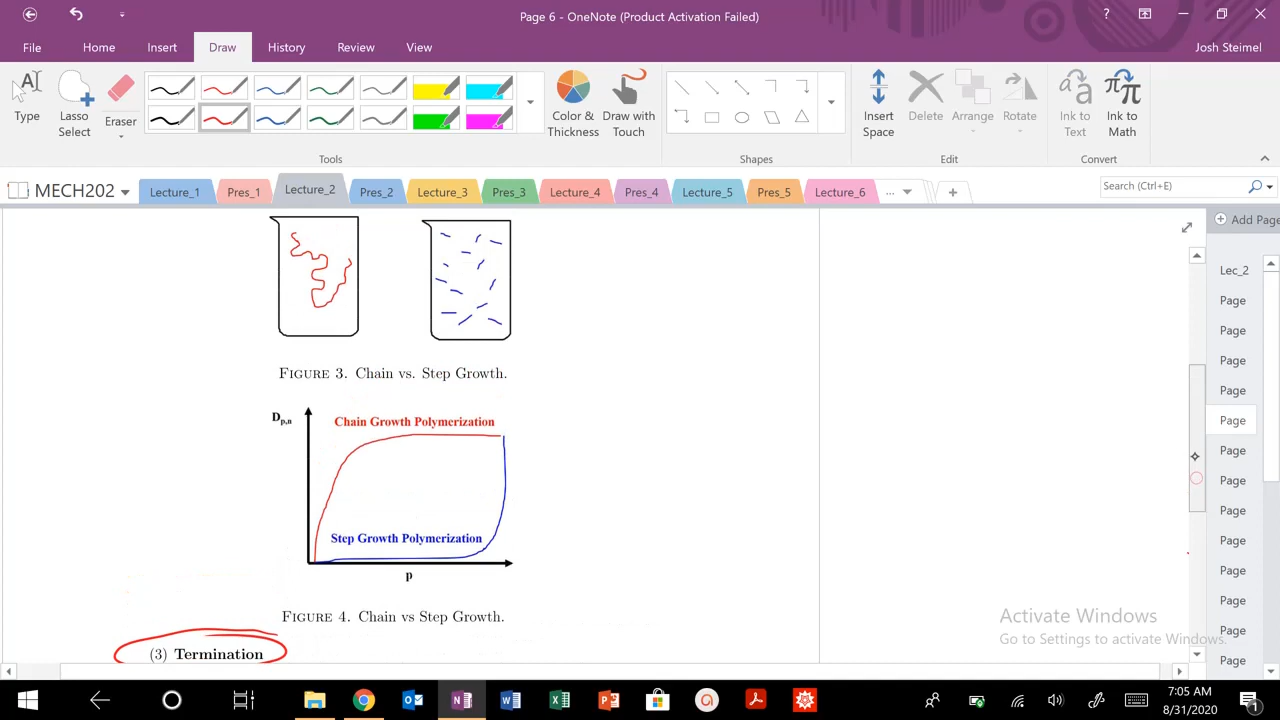 Page 6 - OneNote (Product Activation Failed)
?
File Home Insert Draw History Review View Josh Steimel
Type
Lasso Select
Eraser
Color & Thickness
Draw with Touch
Insert Space
Delete
Arrange
Rotate
Ink to Text
Ink to Math
Tools
Shapes
Edit
Convert
MECH202 Lecture_1 Pres_1 Lecture_2 Pres_2 Lecture_3 Pres_3 Lecture_4 Pres_4 Lecture_5 Pres_5 Lecture_6 ... Search (Ctrl+E)
Add Page
Lec_2
Page
Page
Page
Page
Page
Page
Page
Page
Page
Page
Page
Page
Page
FIGURE 3. Chain vs. Step Growth.
Dp,n
Chain Growth Polymerization
Step Growth Polymerization
p
FIGURE 4. Chain vs Step Growth.
(3) Termination
Activate Windows
Go to Settings to activate Windows.
7:05 AM
8/31/2020